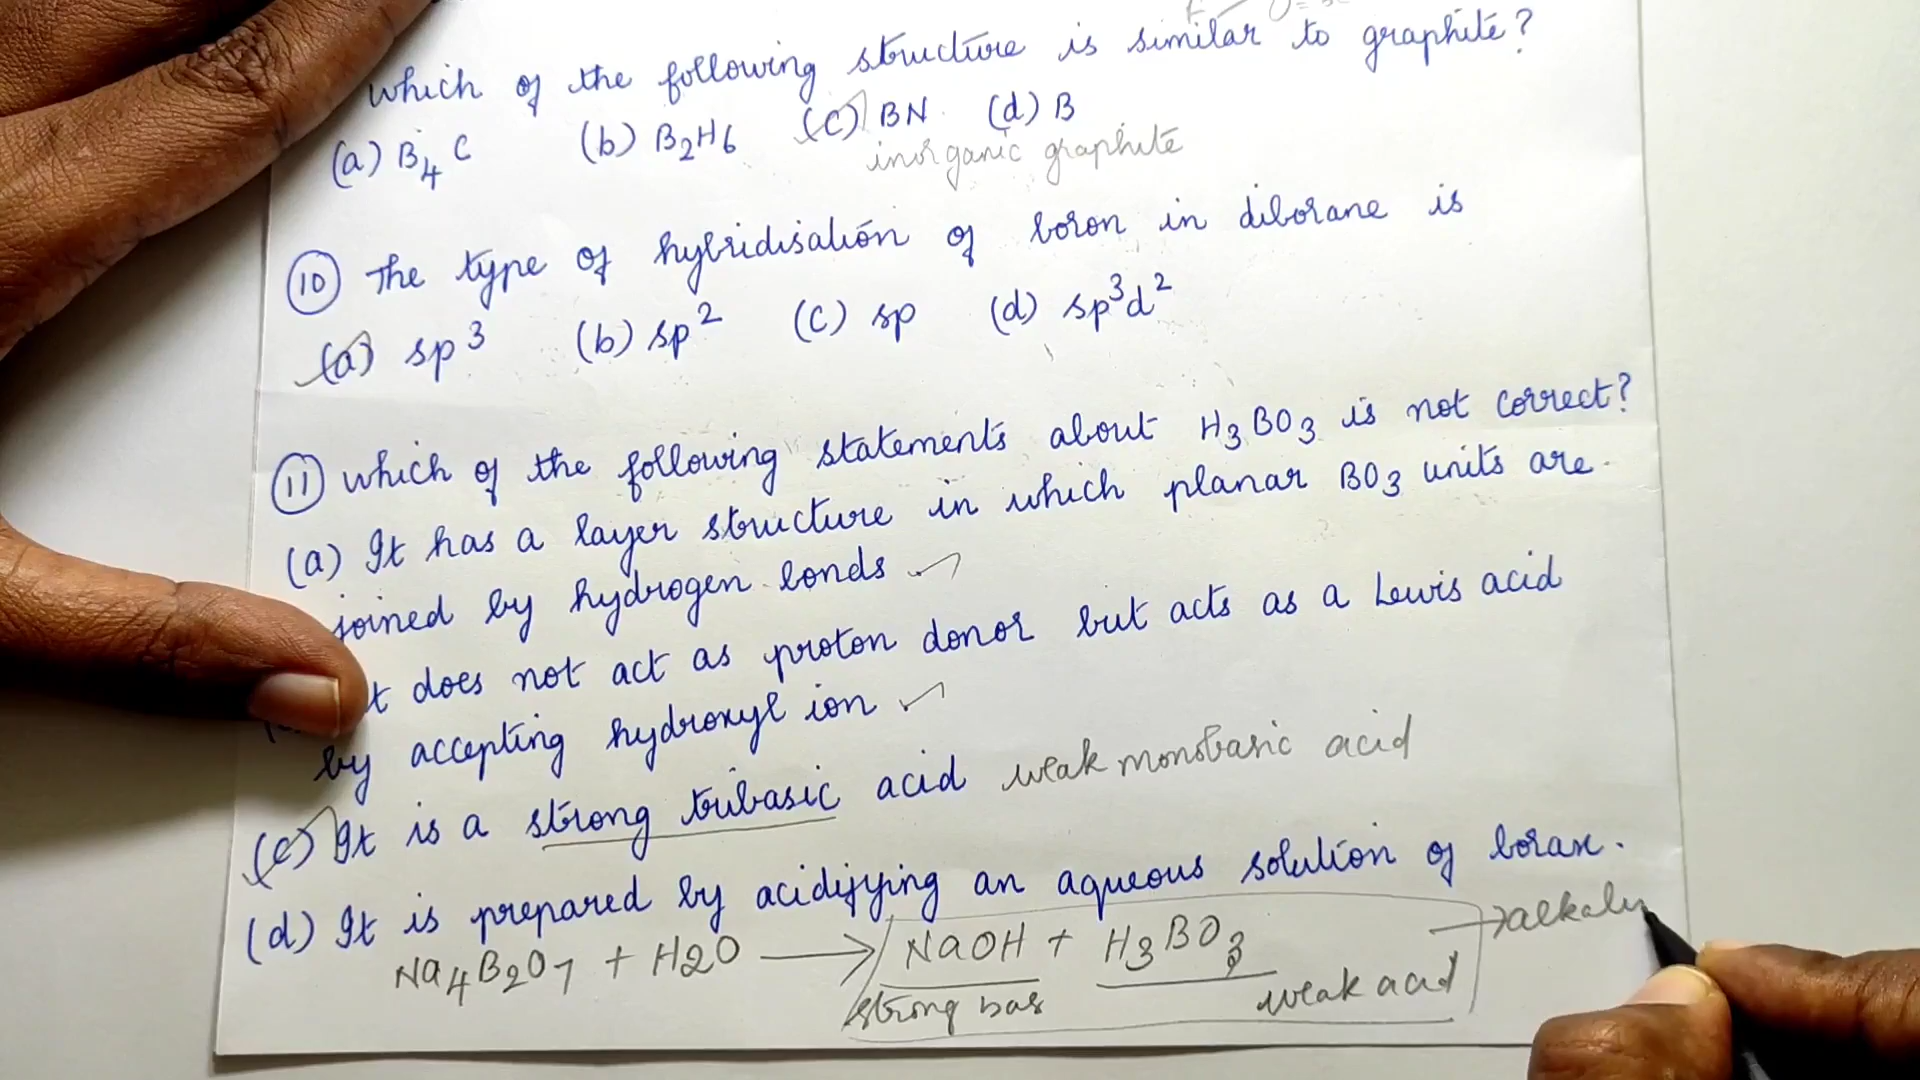 which of the following structure is similar to graphite?
(a) B4C (b) B2H6 (c) BN (d) B
inorganic graphite
10 The type of hybridisation of boron in diborane is
(a) sp3 (b) sp2 (c) sp (d) sp3d2
11 which of the following statements about H3BO3 is not correct?
(a) It has a layer structure in which planar BO3 units are
joined by hydrogen bonds
t does not act as proton donor but acts as a Lewis acid
by accepting hydroxyl ion
(c) It is a strong tribasic acid weak monobasic acid
(d) It is prepared by acidifying an aqueous solution of borax.
Na4B2O7 + H2O → NaOH + H3BO3 → alkalin
strong bas weak acid